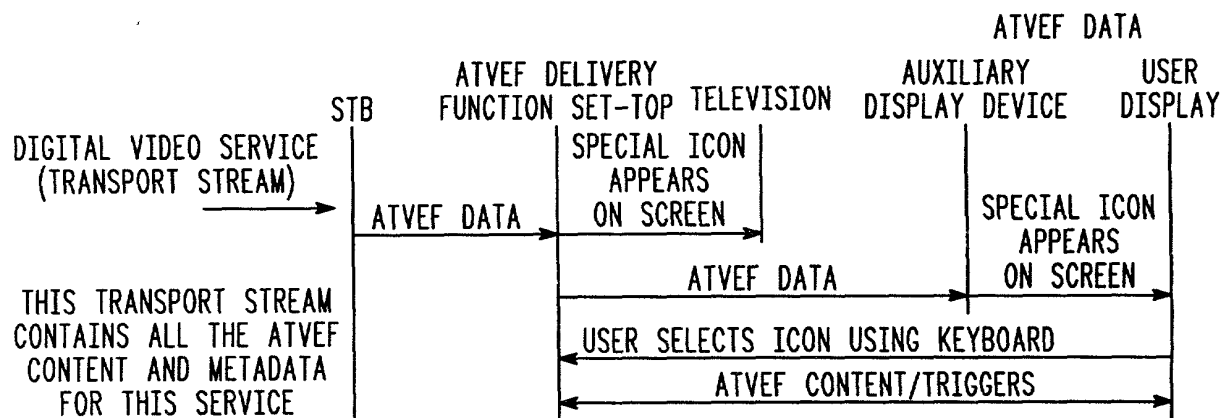 ATVEF DATA
STB
ATVEF DELIVERY
FUNCTION SET-TOP
TELEVISION
AUXILIARY
DISPLAY DEVICE
USER
DISPLAY
DIGITAL VIDEO SERVICE
(TRANSPORT STREAM)
ATVEF DATA
SPECIAL ICON
APPEARS
ON SCREEN
SPECIAL ICON
APPEARS
ON SCREEN
ATVEF DATA
THIS TRANSPORT STREAM
CONTAINS ALL THE ATVEF
CONTENT AND METADATA
FOR THIS SERVICE
USER SELECTS ICON USING KEYBOARD
ATVEF CONTENT/TRIGGERS